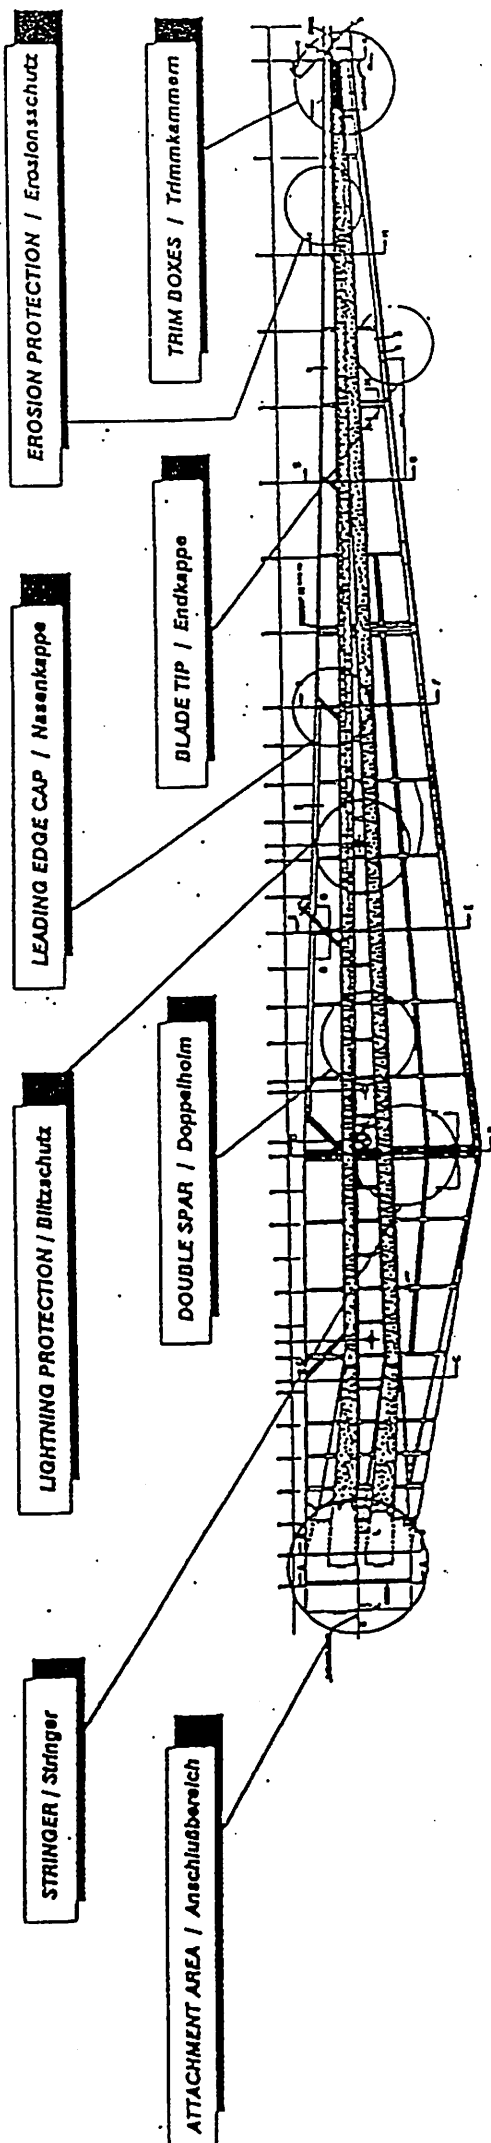 STRINGER / Stringer
LIGHTNING PROTECTION / Blitzschutz
LEADING EDGE CAP / Nasenkappe
EROSION PROTECTION / Erosionsschutz
ATTACHMENT AREA / Anschlußbereich
DOUBLE SPAR / Doppelholm
BLADE TIP / Endkappe
TRIM BOXES / Trimmkammern